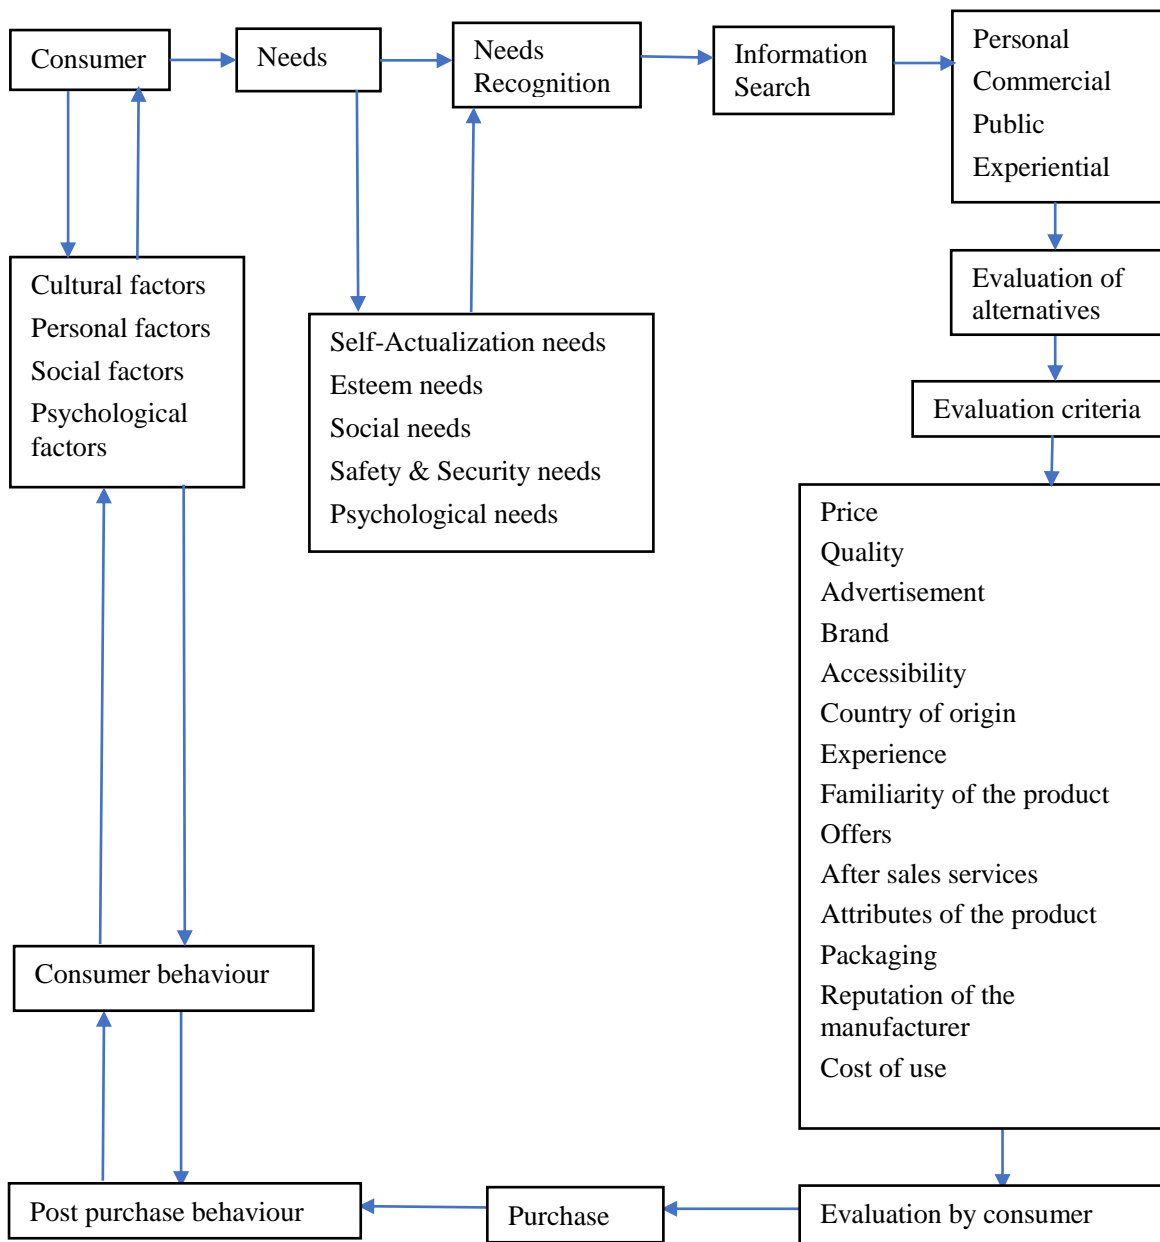 Consumer
Needs
Needs
Recognition
Information
Search
Personal
Commercial
Public
Experiential
Cultural factors
Personal factors
Social factors
Psychological
factors
Self-Actualization needs
Esteem needs
Social needs
Safety & Security needs
Psychological needs
Evaluation of
alternatives
Evaluation criteria
Price
Quality
Advertisement
Brand
Accessibility
Country of origin
Experience
Familiarity of the product
Offers
After sales services
Attributes of the product
Packaging
Reputation of the
manufacturer
Cost of use
Consumer behaviour
Post purchase behaviour
Purchase
Evaluation by consumer